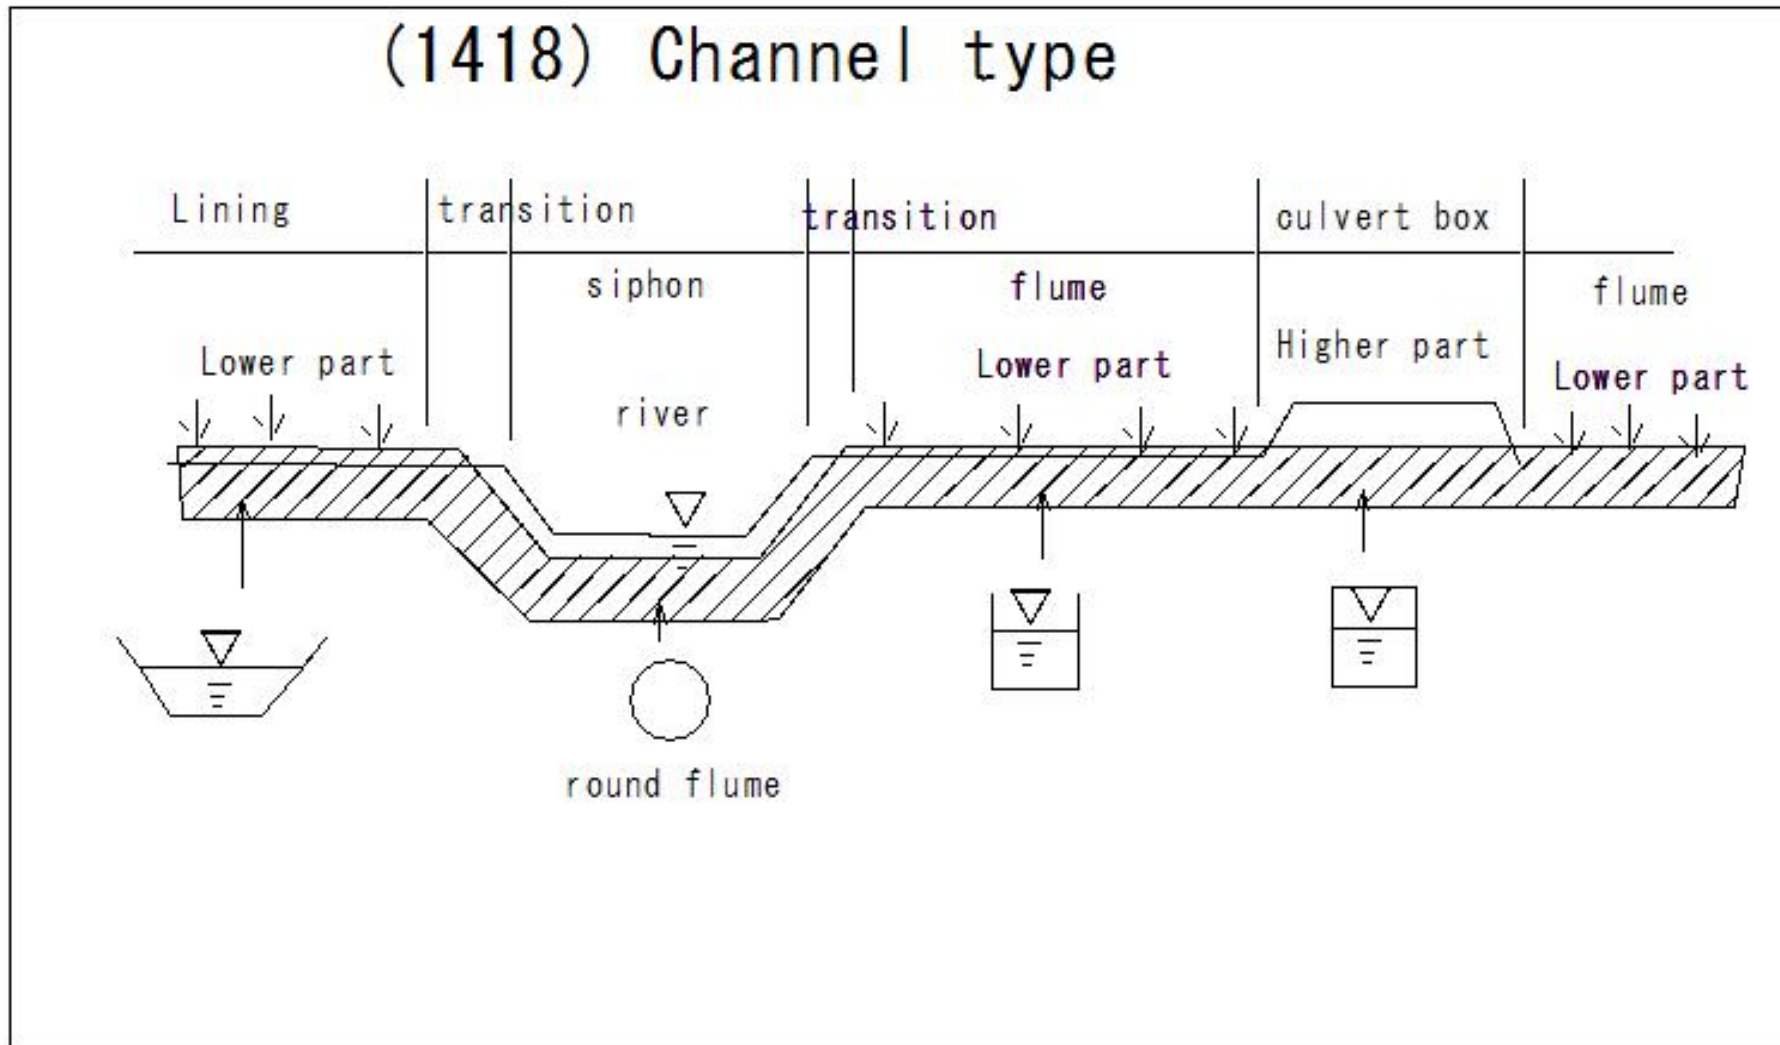 (1418) Channel type
Lining
transition
transition
culvert box
siphon
flume
flume
Lower part
river
Lower part
Higher part
Lower part
round flume